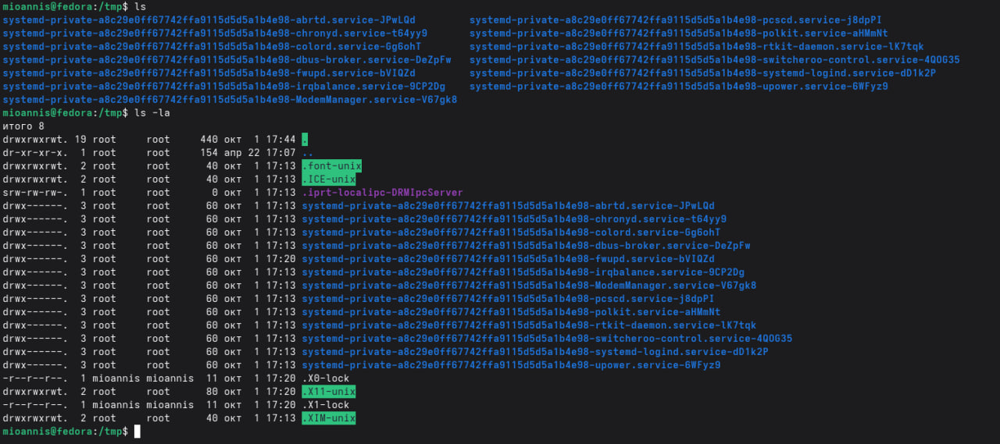 mioannis@fedora:/tmp$ ls
systemd-private-a8c29e0ff67742ffa9115d5d5a1b4e98-abrtd.service-JPwLQd systemd-private-a8c29e0ff67742ffa9115d5d5a1b4e98-pcscd.service-j8dpPI
systemd-private-a8c29e0ff67742ffa9115d5d5a1b4e98-chronyd.service-t64yy9 systemd-private-a8c29e0ff67742ffa9115d5d5a1b4e98-polkit.service-aHMmNt
systemd-private-a8c29e0ff67742ffa9115d5d5a1b4e98-colord.service-Gg6ohT systemd-private-a8c29e0ff67742ffa9115d5d5a1b4e98-rtkit-daemon.service-lK7tqk
systemd-private-a8c29e0ff67742ffa9115d5d5a1b4e98-dbus-broker.service-DeZpFw systemd-private-a8c29e0ff67742ffa9115d5d5a1b4e98-switcheroo-control.service-4QOG35
systemd-private-a8c29e0ff67742ffa9115d5d5a1b4e98-fwupd.service-bVIQZd systemd-private-a8c29e0ff67742ffa9115d5d5a1b4e98-systemd-logind.service-dD1k2P
systemd-private-a8c29e0ff67742ffa9115d5d5a1b4e98-irqbalance.service-9CP2Dg systemd-private-a8c29e0ff67742ffa9115d5d5a1b4e98-upower.service-6WFyz9
systemd-private-a8c29e0ff67742ffa9115d5d5a1b4e98-ModemManager.service-V67gk8
mioannis@fedora:/tmp$ ls -la
итого 8
drwxrwxrwt. 19 root root 440 окт 1 17:44 .
dr-xr-xr-x. 1 root root 154 апр 22 17:07 ..
drwxrwxrwt. 2 root root 40 окт 1 17:13 .font-unix
drwxrwxrwt. 2 root root 40 окт 1 17:13 .ICE-unix
srw-rw-rw-. 1 root root 0 окт 1 17:13 .iprt-localipc-DRMIpcServer
drwx------. 3 root root 60 окт 1 17:13 systemd-private-a8c29e0ff67742ffa9115d5d5a1b4e98-abrtd.service-JPwLQd
drwx------. 3 root root 60 окт 1 17:13 systemd-private-a8c29e0ff67742ffa9115d5d5a1b4e98-chronyd.service-t64yy9
drwx------. 3 root root 60 окт 1 17:13 systemd-private-a8c29e0ff67742ffa9115d5d5a1b4e98-colord.service-Gg6ohT
drwx------. 3 root root 60 окт 1 17:13 systemd-private-a8c29e0ff67742ffa9115d5d5a1b4e98-dbus-broker.service-DeZpFw
drwx------. 3 root root 60 окт 1 17:20 systemd-private-a8c29e0ff67742ffa9115d5d5a1b4e98-fwupd.service-bVIQZd
drwx------. 3 root root 60 окт 1 17:13 systemd-private-a8c29e0ff67742ffa9115d5d5a1b4e98-irqbalance.service-9CP2Dg
drwx------. 3 root root 60 окт 1 17:13 systemd-private-a8c29e0ff67742ffa9115d5d5a1b4e98-ModemManager.service-V67gk8
drwx------. 3 root root 60 окт 1 17:13 systemd-private-a8c29e0ff67742ffa9115d5d5a1b4e98-pcscd.service-j8dpPI
drwx------. 3 root root 60 окт 1 17:13 systemd-private-a8c29e0ff67742ffa9115d5d5a1b4e98-polkit.service-aHMmNt
drwx------. 3 root root 60 окт 1 17:13 systemd-private-a8c29e0ff67742ffa9115d5d5a1b4e98-rtkit-daemon.service-lK7tqk
drwx------. 3 root root 60 окт 1 17:13 systemd-private-a8c29e0ff67742ffa9115d5d5a1b4e98-switcheroo-control.service-4QOG35
drwx------. 3 root root 60 окт 1 17:13 systemd-private-a8c29e0ff67742ffa9115d5d5a1b4e98-systemd-logind.service-dD1k2P
drwx------. 3 root root 60 окт 1 17:13 systemd-private-a8c29e0ff67742ffa9115d5d5a1b4e98-upower.service-6WFyz9
-r--r--r--. 1 mioannis mioannis 11 окт 1 17:20 .X0-lock
drwxrwxrwt. 2 root root 80 окт 1 17:20 .X11-unix
-r--r--r--. 1 mioannis mioannis 11 окт 1 17:20 .X1-lock
drwxrwxrwt. 2 root root 40 окт 1 17:13 .XIM-unix
mioannis@fedora:/tmp$